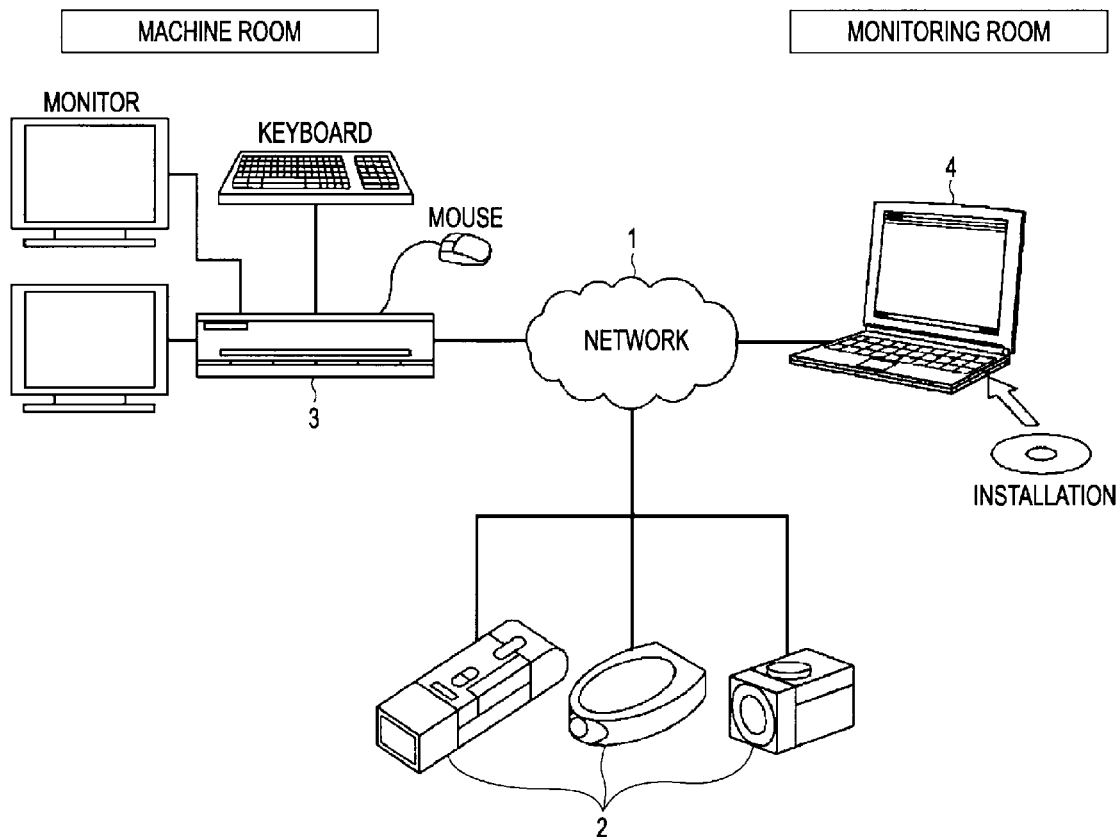 MACHINE ROOM
MONITORING ROOM
MONITOR
KEYBOARD
MOUSE
4
1
NETWORK
3
INSTALLATION
2